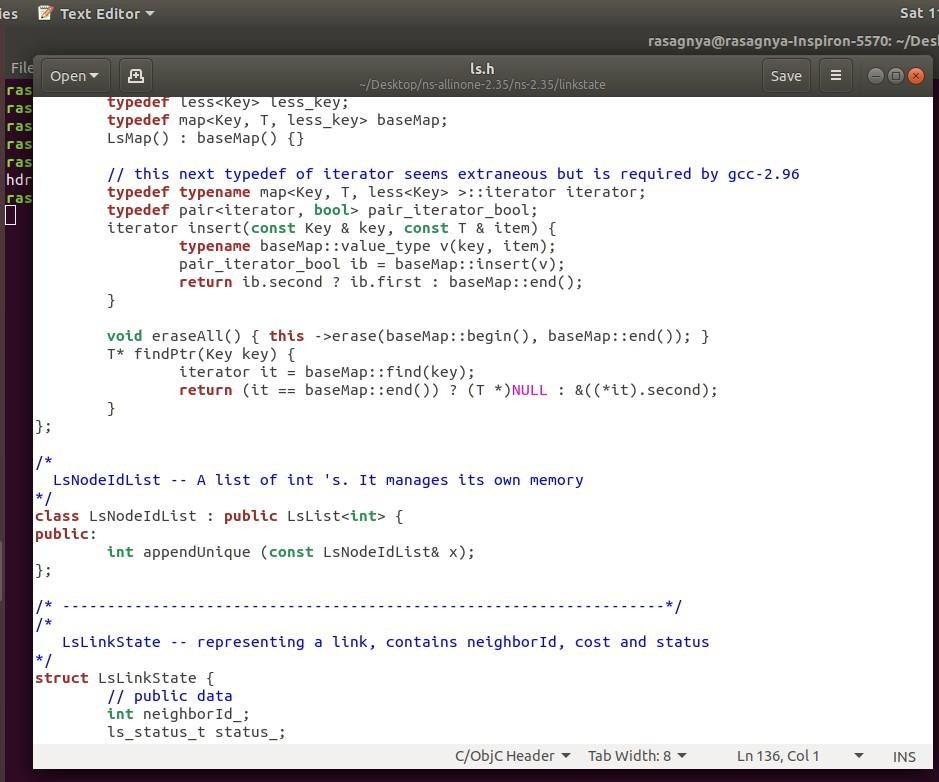 ies Text Editor Sat 1
rasagnya@rasagnya-Inspiron-5570: ~/Des
File
Open ls.h Save
~/Desktop/ns-allinone-2.35/ns-2.35/linkstate
ras
ras
ras
ras
ras
hdr
ras
typedef less<Key> less_key;
typedef map<Key, T, less_key> baseMap;
LsMap() : baseMap() {}
// this next typedef of iterator seems extraneous but is required by gcc-2.96
typedef typename map<Key, T, less<Key> >::iterator iterator;
typedef pair<iterator, bool> pair_iterator_bool;
iterator insert(const Key & key, const T & item) {
typename baseMap::value_type v(key, item);
pair_iterator_bool ib = baseMap::insert(v);
return ib.second ? ib.first : baseMap::end();
}
void eraseAll() { this ->erase(baseMap::begin(), baseMap::end()); }
T* findPtr(Key key) {
iterator it = baseMap::find(key);
return (it == baseMap::end()) ? (T *)NULL : &((*it).second);
}
};
/*
LsNodeIdList -- A list of int 's. It manages its own memory
*/
class LsNodeIdList : public LsList<int> {
public:
int appendUnique (const LsNodeIdList& x);
};
/* -------------------------------------------------------------------*/
/*
LsLinkState -- representing a link, contains neighborId, cost and status
*/
struct LsLinkState {
// public data
int neighborId_;
ls_status_t status_;
C/ObjC Header Tab Width: 8 Ln 136, Col 1 INS